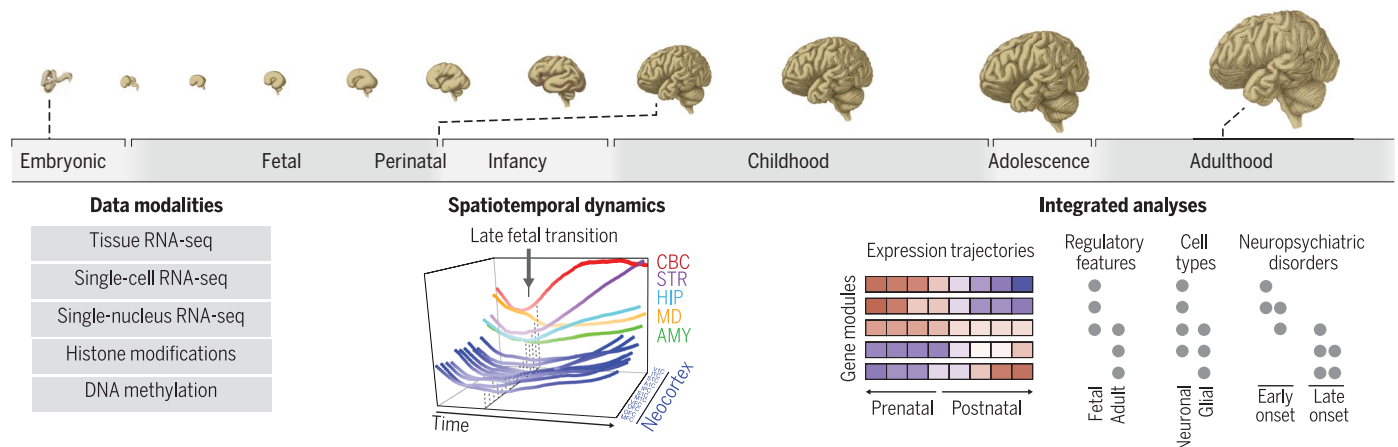 Embryonic
Fetal
Perinatal
Infancy
Childhood
Adolescence
Adulthood
Data modalities
Tissue RNA-seq
Single-cell RNA-seq
Single-nucleus RNA-seq
Histone modifications
DNA methylation
Spatiotemporal dynamics
Late fetal transition
CBC
STR
HIP
MD
AMY
Neocortex
Time
Integrated analyses
Expression trajectories
Gene modules
Prenatal
Postnatal
Regulatory
features
Fetal
Adult
Cell
types
Neuronal
Glial
Neuropsychiatric
disorders
Early
onset
Late
onset